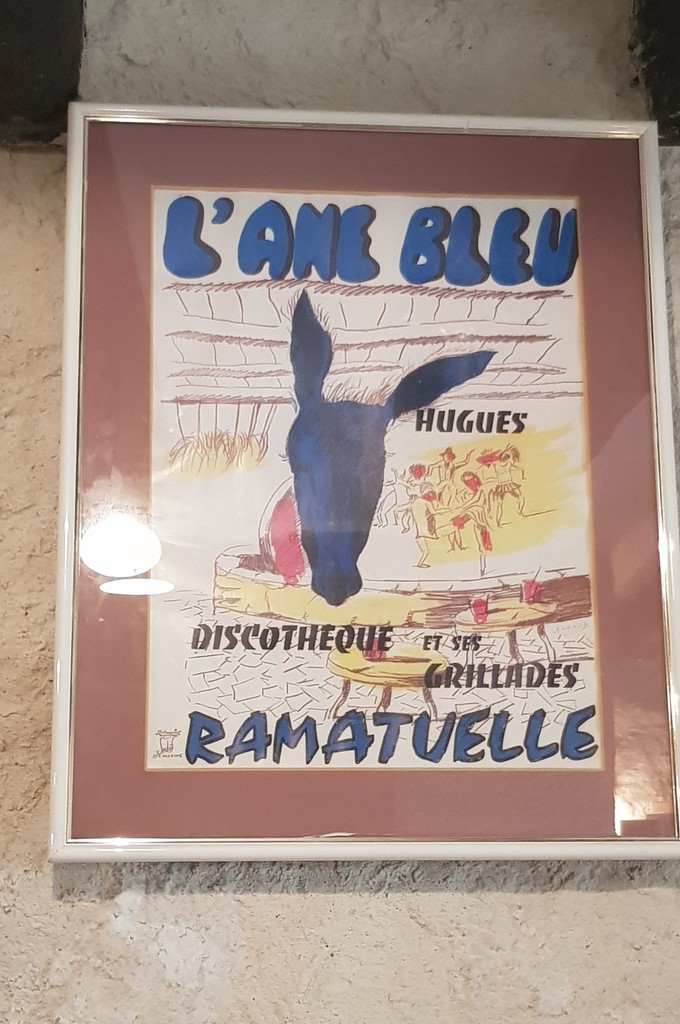 L'ANE BLEU
HUGUES
DISCOTHEQUE ET SES
GRILLADES
RAMATUELLE